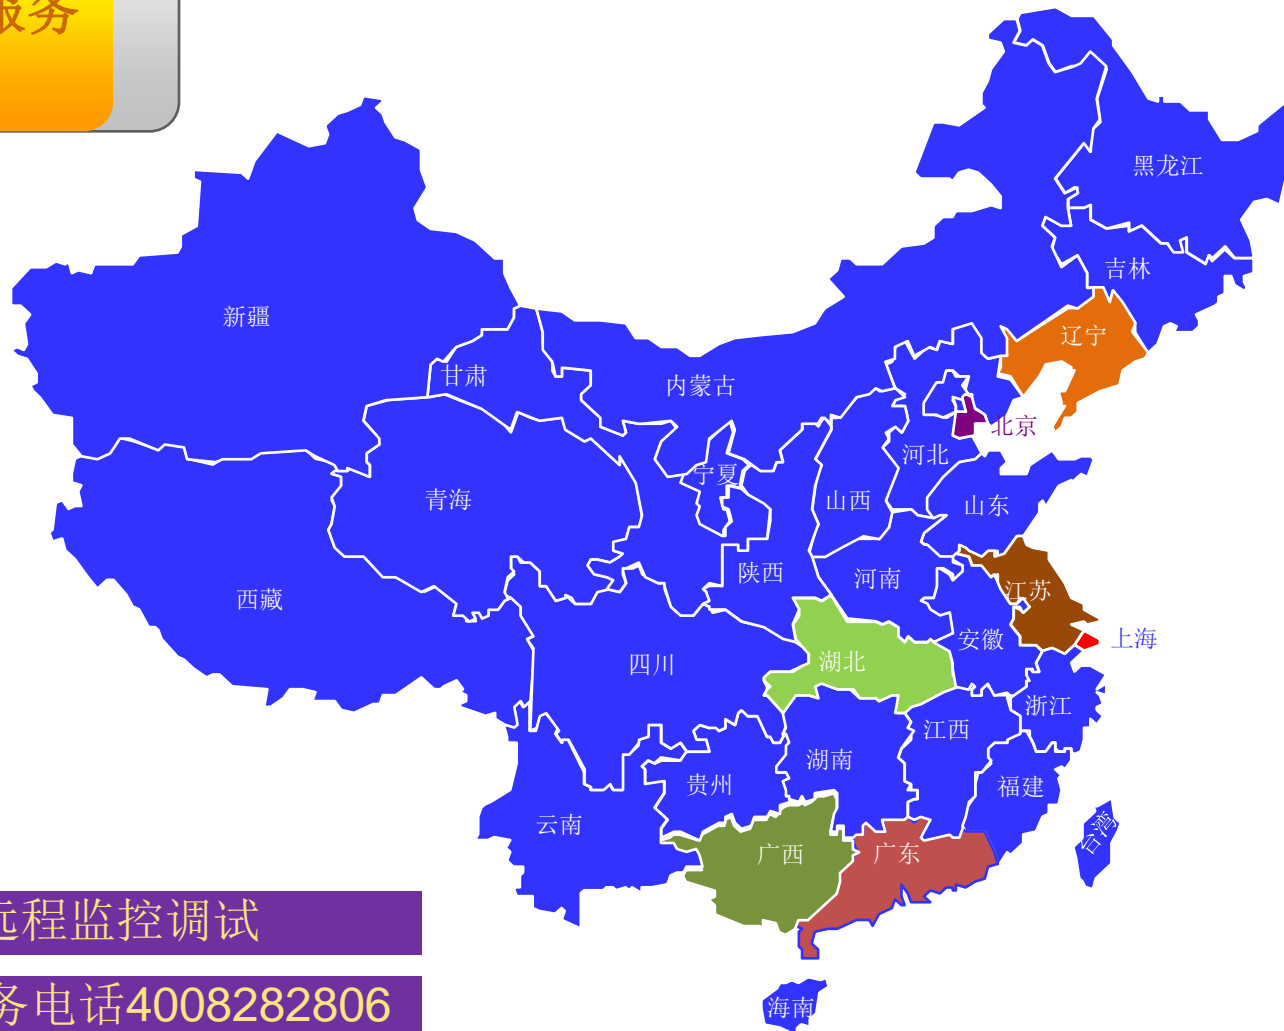 服务
黑龙江
吉林
新疆
辽宁
甘肃
内蒙古
北京
河北
宁夏
青海
山西
山东
陕西
河南
江苏
西藏
安徽
上海
四川
湖北
浙江
江西
湖南
贵州
福建
云南
台湾
广西
广东
远程监控调试
务电话4008282806
海南